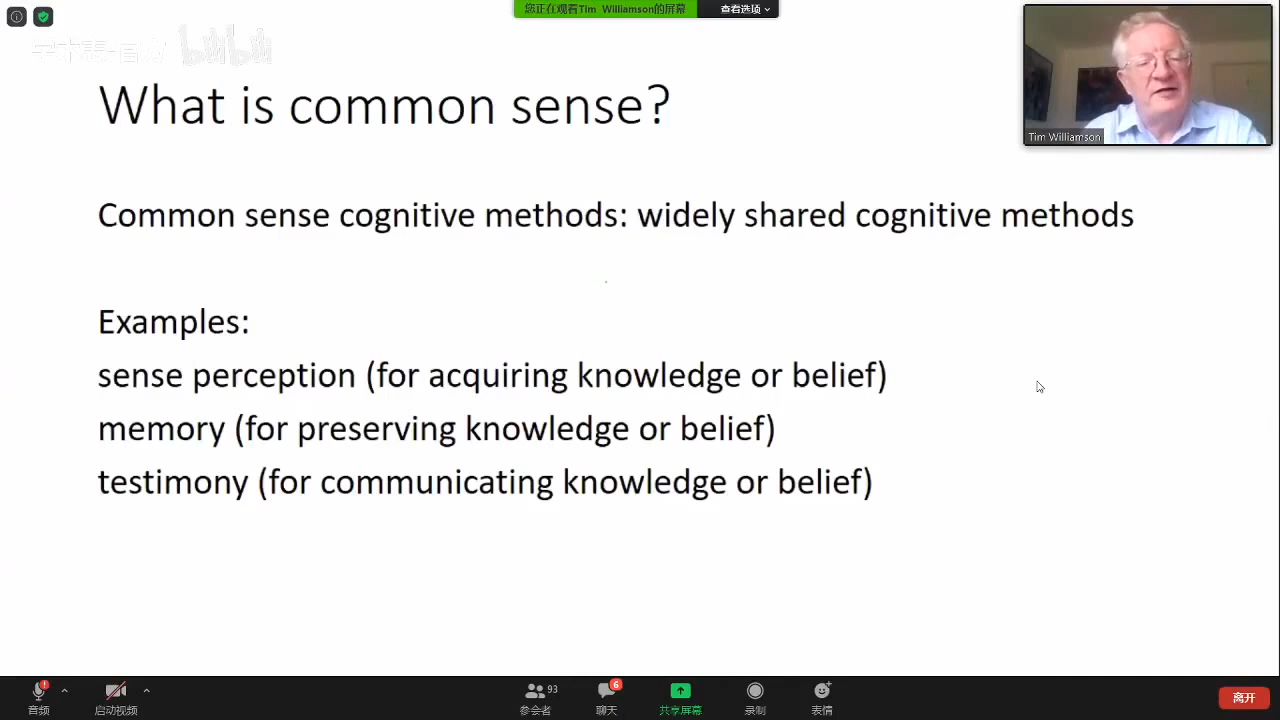 您正在观看Tim Williamson的屏幕
查看选项
bilibili
What is common sense?
Tim Williamson
Common sense cognitive methods: widely shared cognitive methods
Examples:
sense perception (for acquiring knowledge or belief)
memory (for preserving knowledge or belief)
testimony (for communicating knowledge or belief)
93
6
音频
启动视频
参会者
聊天
共享屏幕
录制
表情
离开